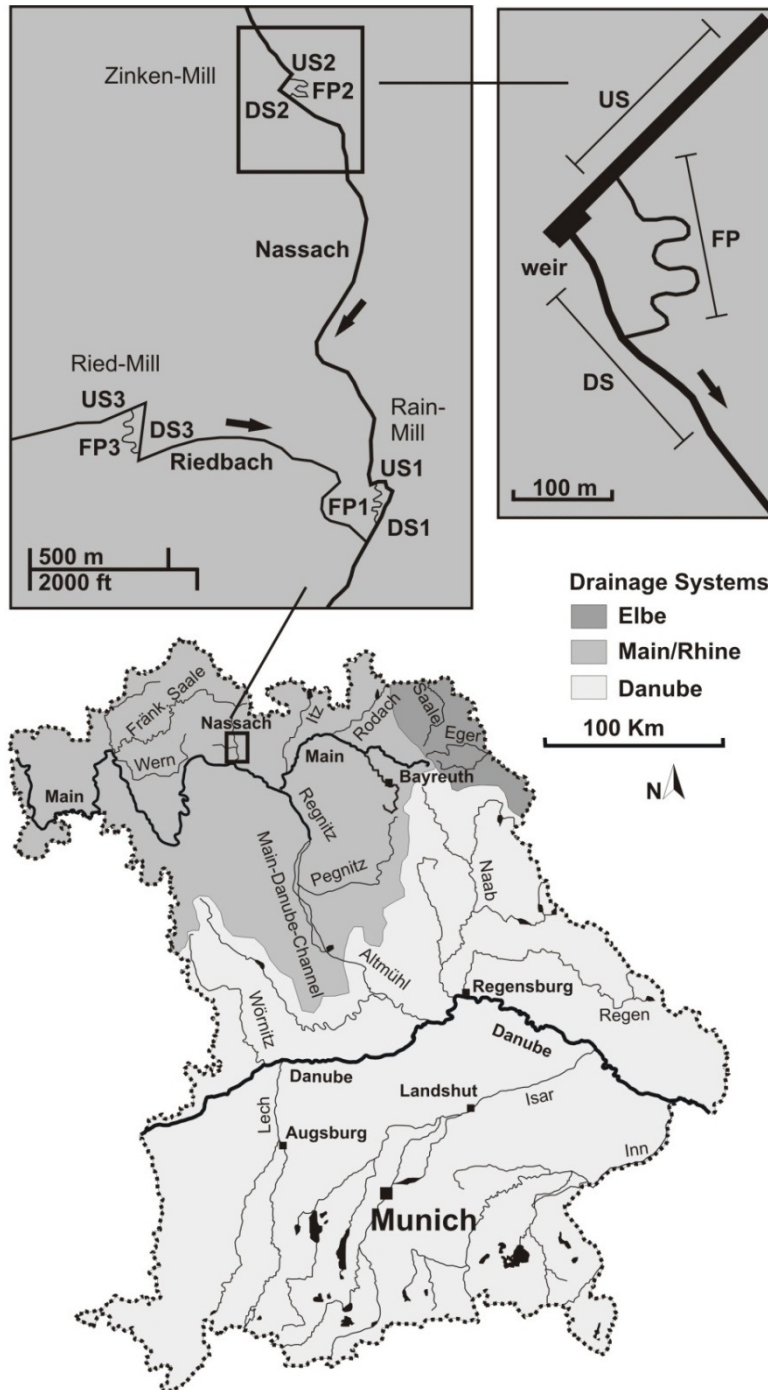 Zinken-Mill
US2
FP2
DS2
Nassach
Ried-Mill
US3
DS3
FP3
Riedbach
Rain-
Mill
US1
FP1
DS1
500 m
2000 ft
US
FP
weir
DS
100 m
Drainage Systems
Elbe
Main/Rhine
Danube
100 Km
N
Fränk. Saale
Nassach
Wern
Main
Itz
Rodach
Saale
Eger
Main
Bayreuth
Regnitz
Pegnitz
Main-Danube-Channel
Naab
Altmühl
Wörnitz
Regensburg
Regen
Danube
Danube
Landshut
Isar
Lech
Augsburg
Inn
Munich